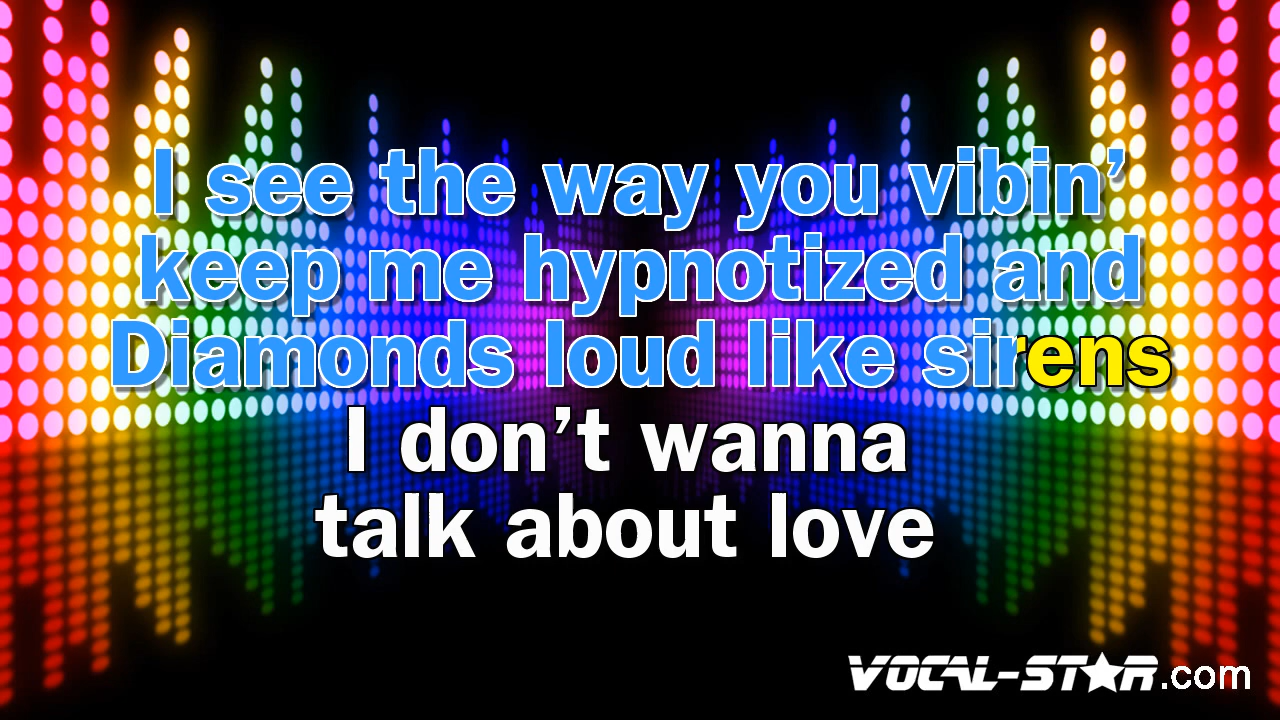 I see the way you vibin’
keep me hypnotized and
Diamonds loud like sirens
I don’t wanna
talk about love
VOCAL-STAR.com